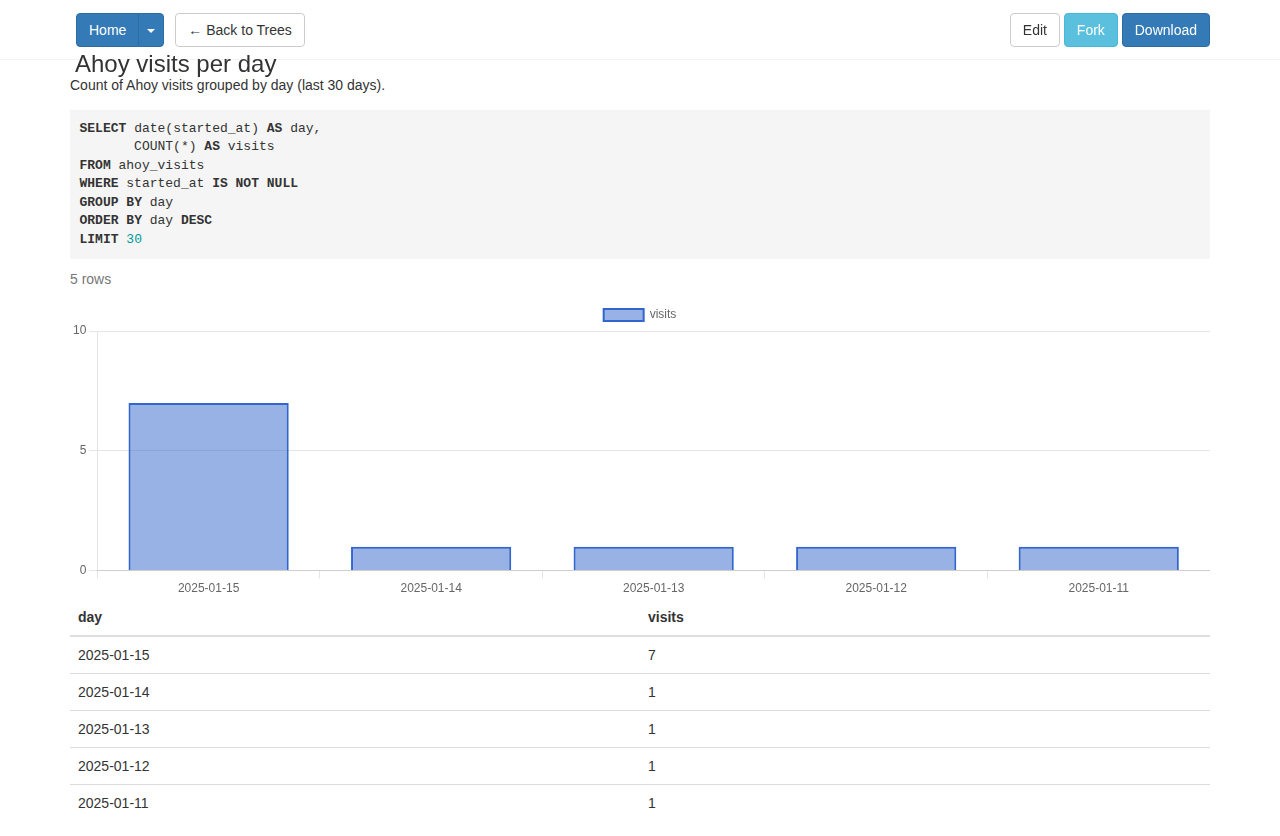 Home
← Back to Trees
Edit
Fork
Download
Ahoy visits per day
Count of Ahoy visits grouped by day (last 30 days).
SELECT date(started_at) AS day,
       COUNT(*) AS visits
FROM ahoy_visits
WHERE started_at IS NOT NULL
GROUP BY day
ORDER BY day DESC
LIMIT 30
5 rows
visits
10
5
0
2025-01-15 2025-01-14 2025-01-13 2025-01-12 2025-01-11
day visits
2025-01-15 7
2025-01-14 1
2025-01-13 1
2025-01-12 1
2025-01-11 1